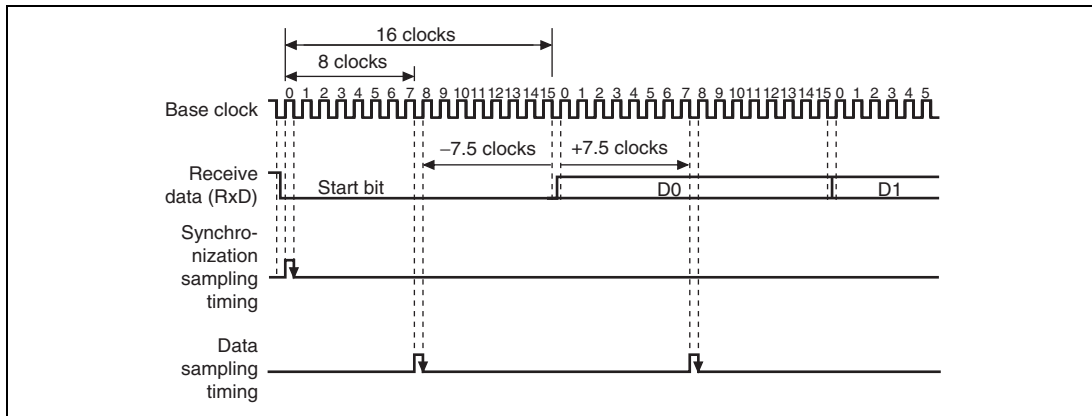 16 clocks
8 clocks
0 1 2 3 4 5 6 7 8 9 10 11 12 13 14 15 0 1 2 3 4 5 6 7 8 9 10 11 12 13 14 15 0 1 2 3 4 5
Base clock
–7.5 clocks +7.5 clocks
Receive
data (RxD)
Start bit D0 D1
Synchro-
nization
sampling
timing
Data
sampling
timing